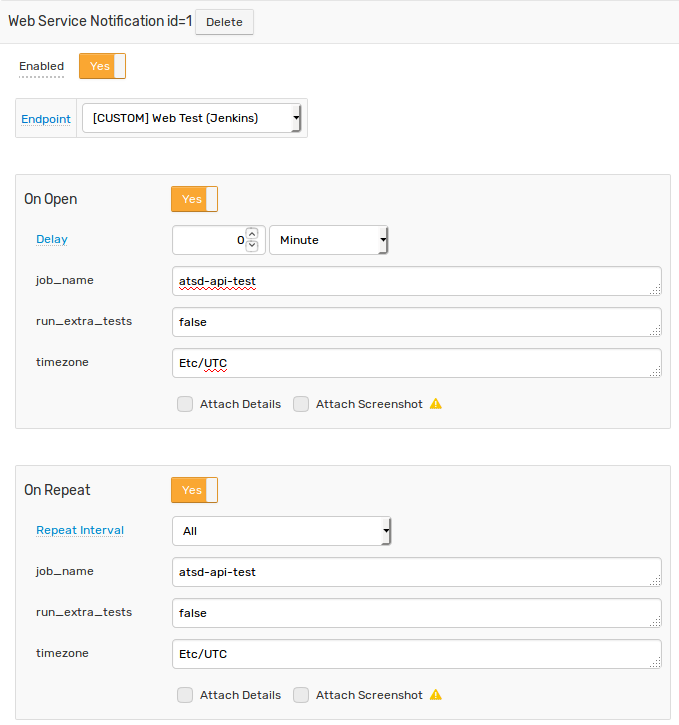 Web Service Notification id=1 Delete
Enabled Yes
Endpoint [CUSTOM] Web Test (Jenkins)
On Open Yes
Delay 0 Minute
job_name atsd-api-test
run_extra_tests false
timezone Etc/UTC
Attach Details Attach Screenshot
On Repeat Yes
Repeat Interval All
job_name atsd-api-test
run_extra_tests false
timezone Etc/UTC
Attach Details Attach Screenshot